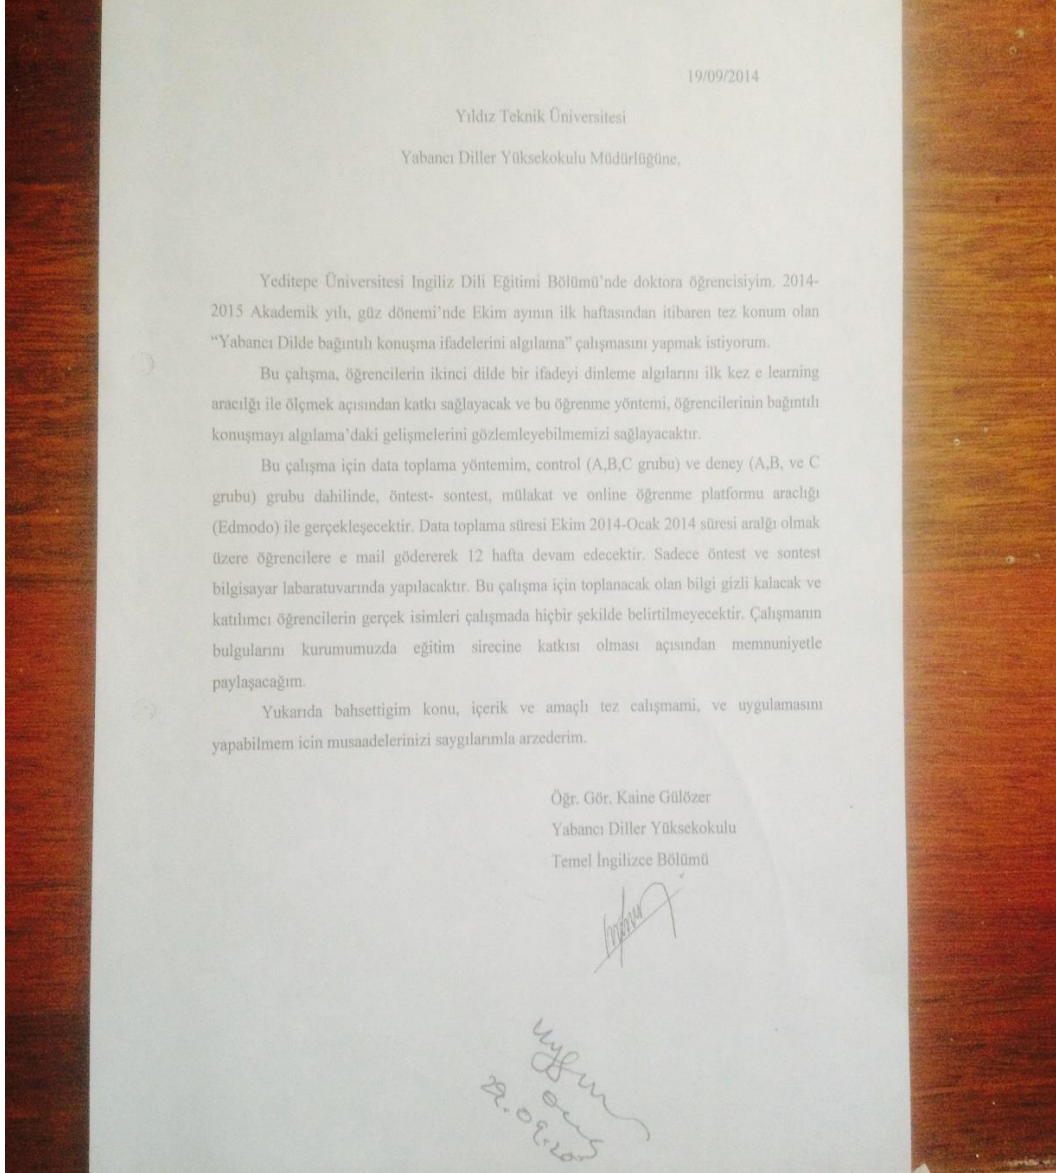 19/09/2014
Yıldız Teknik Üniversitesi
Yabancı Diller Yüksekokulu Müdürlüğüne,
Yeditepe Üniversitesi Ingiliz Dili Eğitimi Bölümü’nde doktora öğrencisiyim. 2014-
2015 Akademik yılı, güz dönemi’nde Ekim ayının ilk haftasından itibaren tez konum olan
“Yabancı Dilde bağıntılı konuşma ifadelerini algılama” çalışmasını yapmak istiyorum.
Bu çalışma, öğrencilerin ikinci dilde bir ifadeyi dinleme algılarını ilk kez e learning
aracılğı ile ölçmek açısından katkı sağlayacak ve bu öğrenme yöntemi, öğrencilerinin bağıntılı
konuşmayı algılama’daki gelişmelerini gözlemleyebilmemizi sağlayacaktır.
Bu çalışma için data toplama yöntemim, control (A,B,C grubu) ve deney (A,B, ve C
grubu) grubu dahilinde, öntest- sontest, mülakat ve online öğrenme platformu aracılığı
(Edmodo) ile gerçekleşecektir. Data toplama süresi Ekim 2014-Ocak 2014 süresi aralğı olmak
üzere öğrencilere e mail gödererek 12 hafta devam edecektir. Sadece öntest ve sontest
bilgisayar labaratuvarında yapılacaktır. Bu çalışma için toplanacak olan bilgi gizli kalacak ve
katılımcı öğrencilerin gerçek isimleri çalışmada hiçbir şekilde belirtilmeyecektir. Çalışmanın
bulgularını kurumumuzda eğitim sirecine katkısı olması açısından memnuniyetle
paylaşacağım.
Yukarıda bahsettigim konu, içerik ve amaçlı tez calışmami, ve uygulamasını
yapabilmem icin musaadelerinizi saygılarımla arzederim.
Öğr. Gör. Kaine Gülözer
Yabancı Diller Yüksekokulu
Temel İngilizce Bölümü